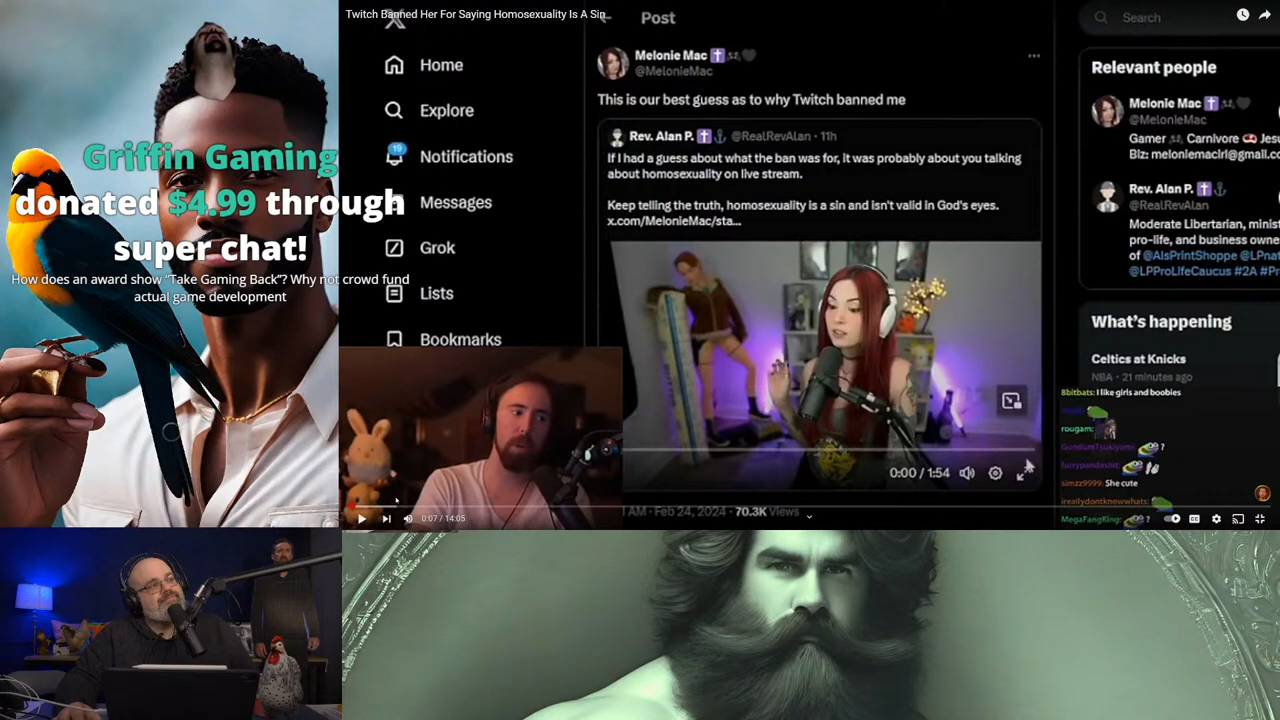 Twitch Banned Her For Saying Homosexuality Is A Sin
Griffin Gaming
donated $4.99 through
super chat!
How does an award show "Take Gaming Back"? Why not crowd fund
actual game development
Home
Explore
19
Notifications
Messages
Grok
Lists
Bookmarks
Post
Melonie Mac
@MelonieMac
This is our best guess as to why Twitch banned me
Rev. Alan P. @RealRevAlan · 11h
If I had a guess about what the ban was for, it was probably about you talking
about homosexuality on live stream.
Keep telling the truth, homosexuality is a sin and isn't valid in God's eyes.
x.com/MelonieMac/sta...
0:00 / 1:54
AM · Feb 24, 2024 · 70.3K Views
0:07 / 14:05
Search
Relevant people
Melonie Mac
@MelonieMac
Gamer Carnivore Jesu
Biz: meloniemacirl@gmail.co
Rev. Alan P.
@RealRevAlan
Moderate Libertarian, minist
pro-life, and business owne
of @AlsPrintShoppe @LPnat
@LPProLifeCaucus #2A #Pr
What's happening
Celtics at Knicks
NBA · 21 minutes ago
Bbitbats: I like girls and boobies
rougam:
GundumTsukiyami: ?
furrypandashit:
simzz9999: She cute
ireallydontknowwhats:
MegaFangKing: ?
CC